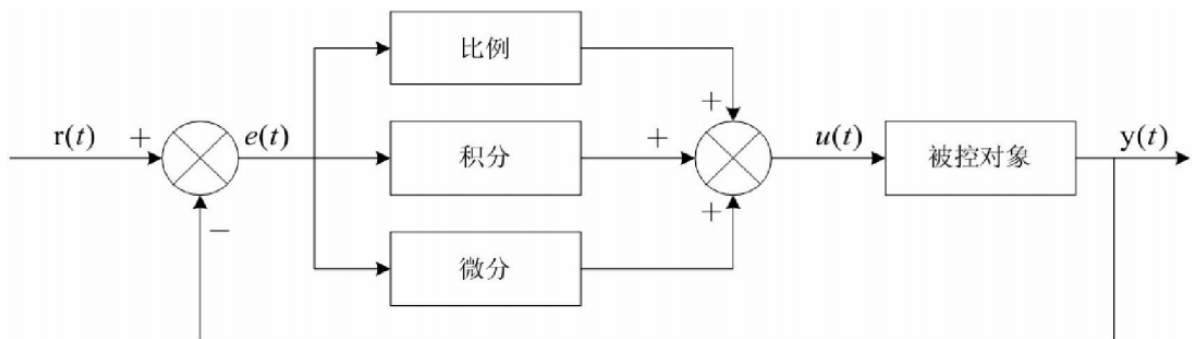 比例
+
r(t) + e(t) 积分 + u(t) 被控对象 y(t)
+
−
微分